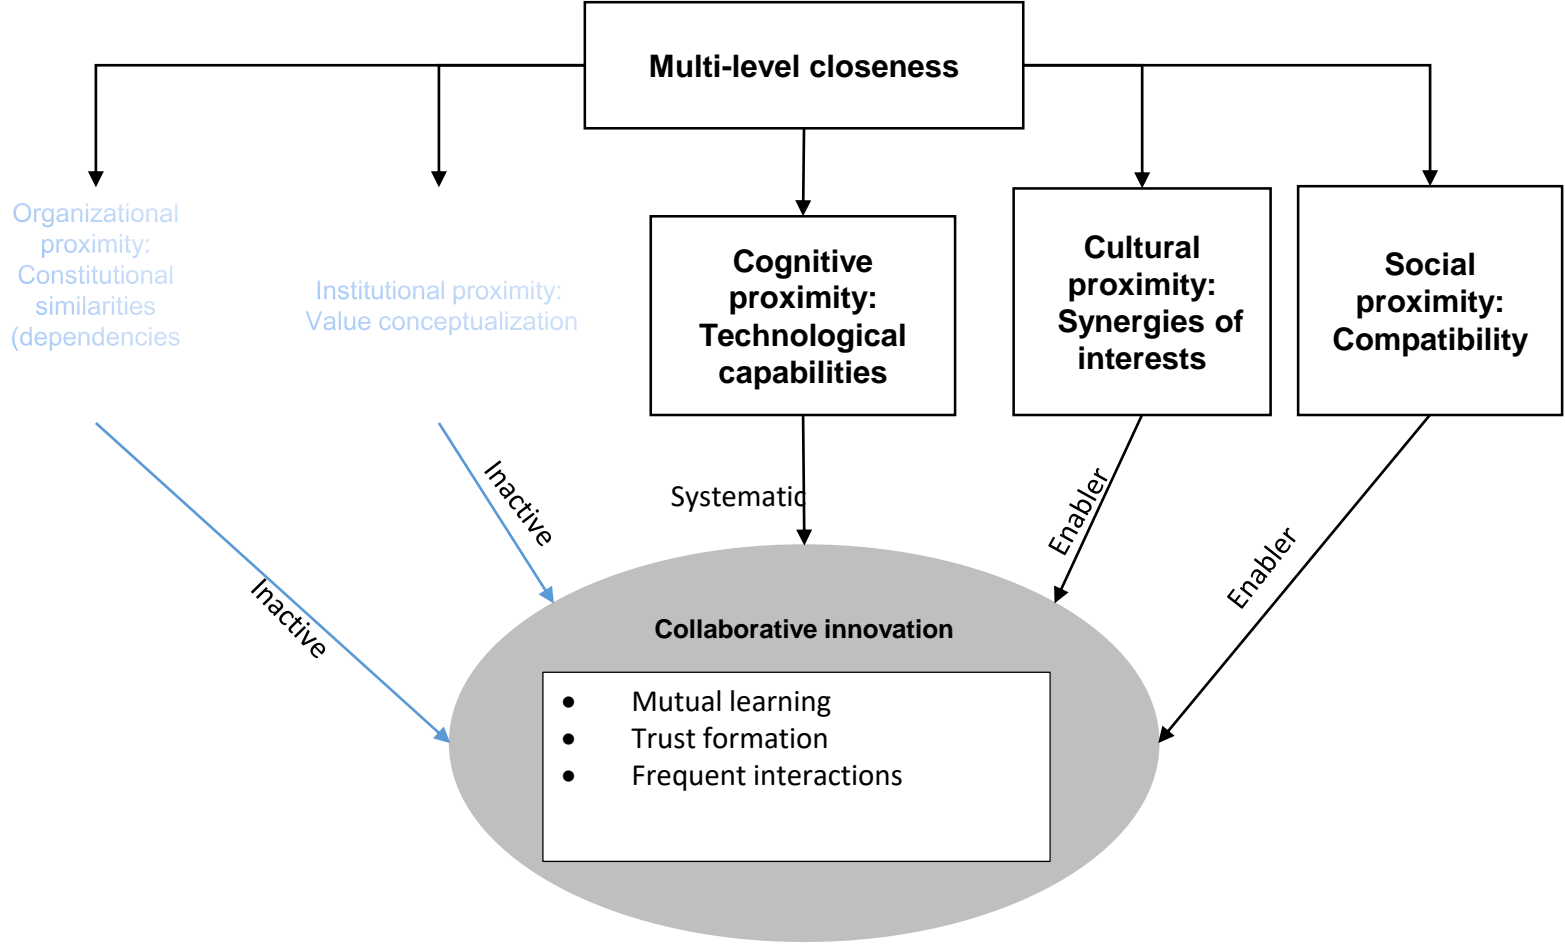 Multi-level closeness
Organizational
proximity:
Constitutional
similarities
(dependencies
Institutional proximity:
Value conceptualization
Cognitive
proximity:
Technological
capabilities
Cultural
proximity:
Synergies of
interests
Social
proximity:
Compatibility
Inactive
Inactive
Systematic
Enabler
Enabler
Collaborative innovation
● Mutual learning
● Trust formation
● Frequent interactions